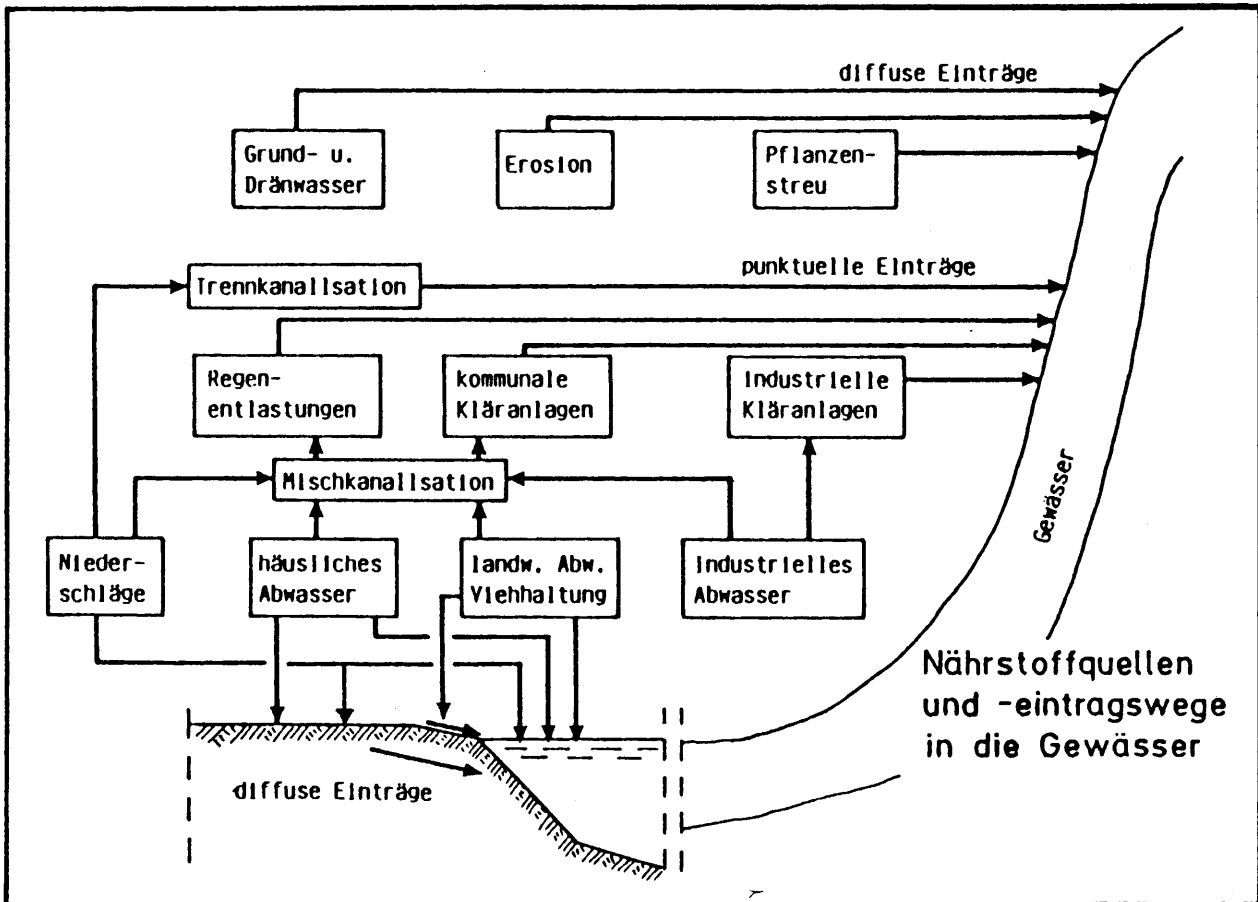 diffuse Einträge
Grund- u.
Dränwasser
Erosion
Pflanzen-
streu
punktuelle Einträge
Trennkanalisation
Regen-
entlastungen
kommunale
Kläranlagen
Industrielle
Kläranlagen
Mischkanalisation
Gewässer
Nieder-
schläge
häusliches
Abwasser
landw. Abw.
Viehhaltung
Industrielles
Abwasser
Nährstoffquellen
und -eintragswege
in die Gewässer
diffuse Einträge